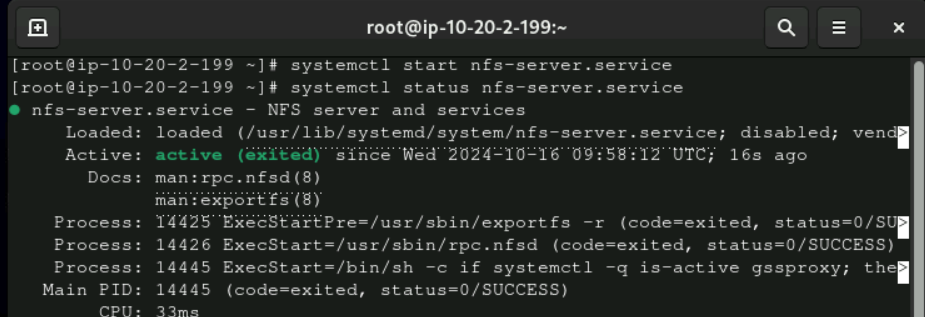 root@ip-10-20-2-199:~
[root@ip-10-20-2-199 ~]# systemctl start nfs-server.service
[root@ip-10-20-2-199 ~]# systemctl status nfs-server.service
● nfs-server.service - NFS server and services
Loaded: loaded (/usr/lib/systemd/system/nfs-server.service; disabled; vend>
Active: active (exited) since Wed 2024-10-16 09:58:12 UTC; 16s ago
Docs: man:rpc.nfsd(8)
man:exportfs(8)
Process: 14425 ExecStartPre=/usr/sbin/exportfs -r (code=exited, status=0/SU>
Process: 14426 ExecStart=/usr/sbin/rpc.nfsd (code=exited, status=0/SUCCESS)
Process: 14445 ExecStart=/bin/sh -c if systemctl -q is-active gssproxy; the>
Main PID: 14445 (code=exited, status=0/SUCCESS)
CPU: 33ms